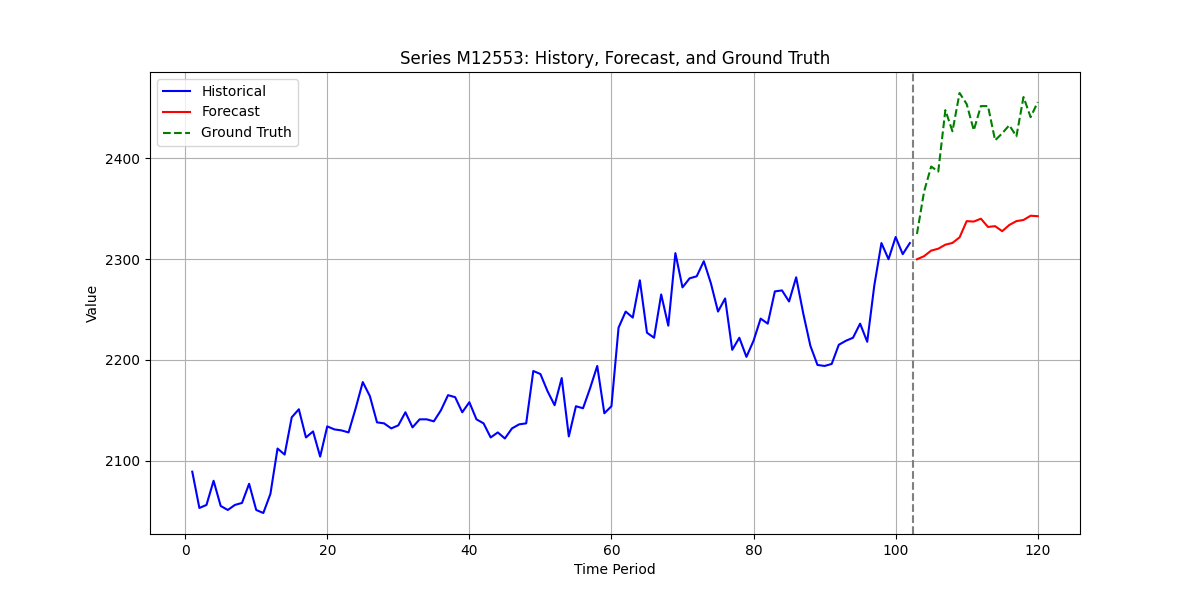 Series M12553: History, Forecast, and Ground Truth
Historical
Forecast
Ground Truth
2400
2300
2200
2100
Value
0 20 40 60 80 100 120
Time Period